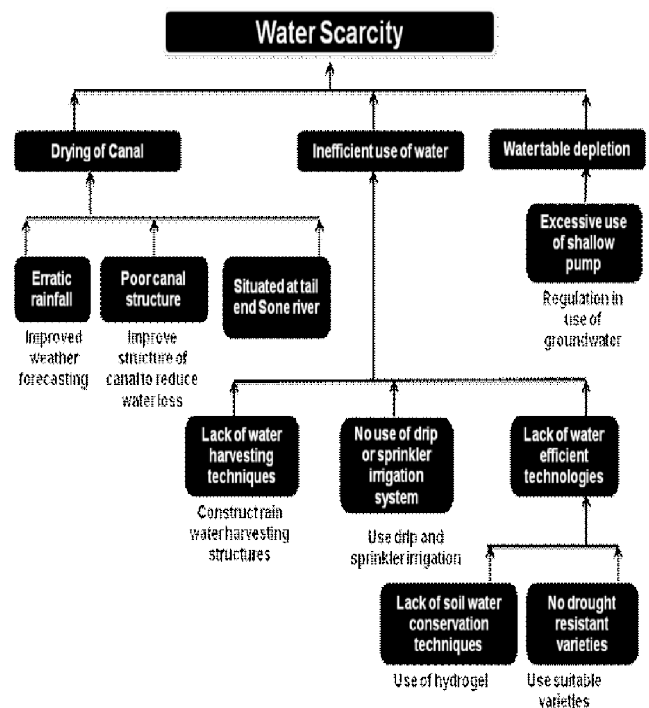 Water Scarcity
Drying of Canal
Inefficient use of water
Watertable depletion
Erratic
rainfall
Improved
weather
forecasting
Poor canal
structure
Improve
structure of
canal to reduce
water loss
Situated at tail
end Sone river
Excessive use
of shallow
pump
Regulation in
use of
groundwater
Lack of water
harvesting
techniques
Construct rain
water harvesting
structures
No use of drip
or sprinkler
irrigation
system
Use drip and
sprinkler irrigation
Lack of water
efficient
technologies
Lack of soil water
conservation
techniques
Use of hydrogel
No drought
resistant
varieties
Use suitable
varieties